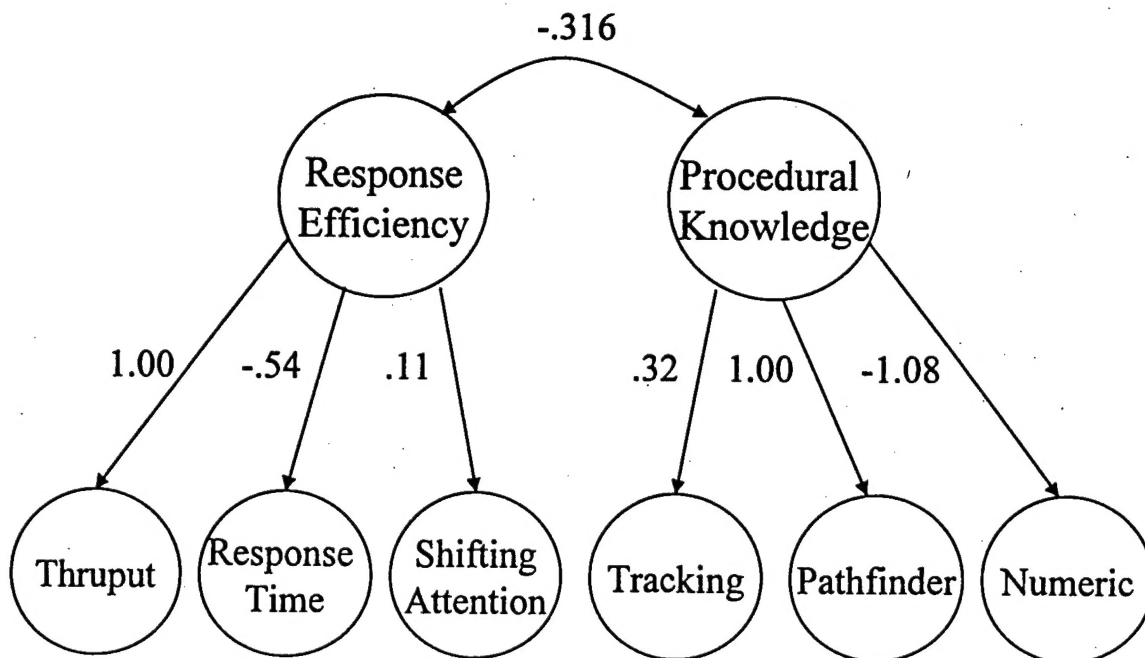 -.316
Response
Efficiency
Procedural
Knowledge
1.00
-.54
.11
.32
1.00
-1.08
Thruput
Response
Time
Shifting
Attention
Tracking
Pathfinder
Numeric